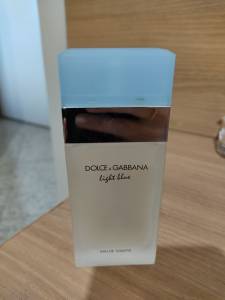 DOLCE & GABBANA
light blue
EAU DE TOILETTE